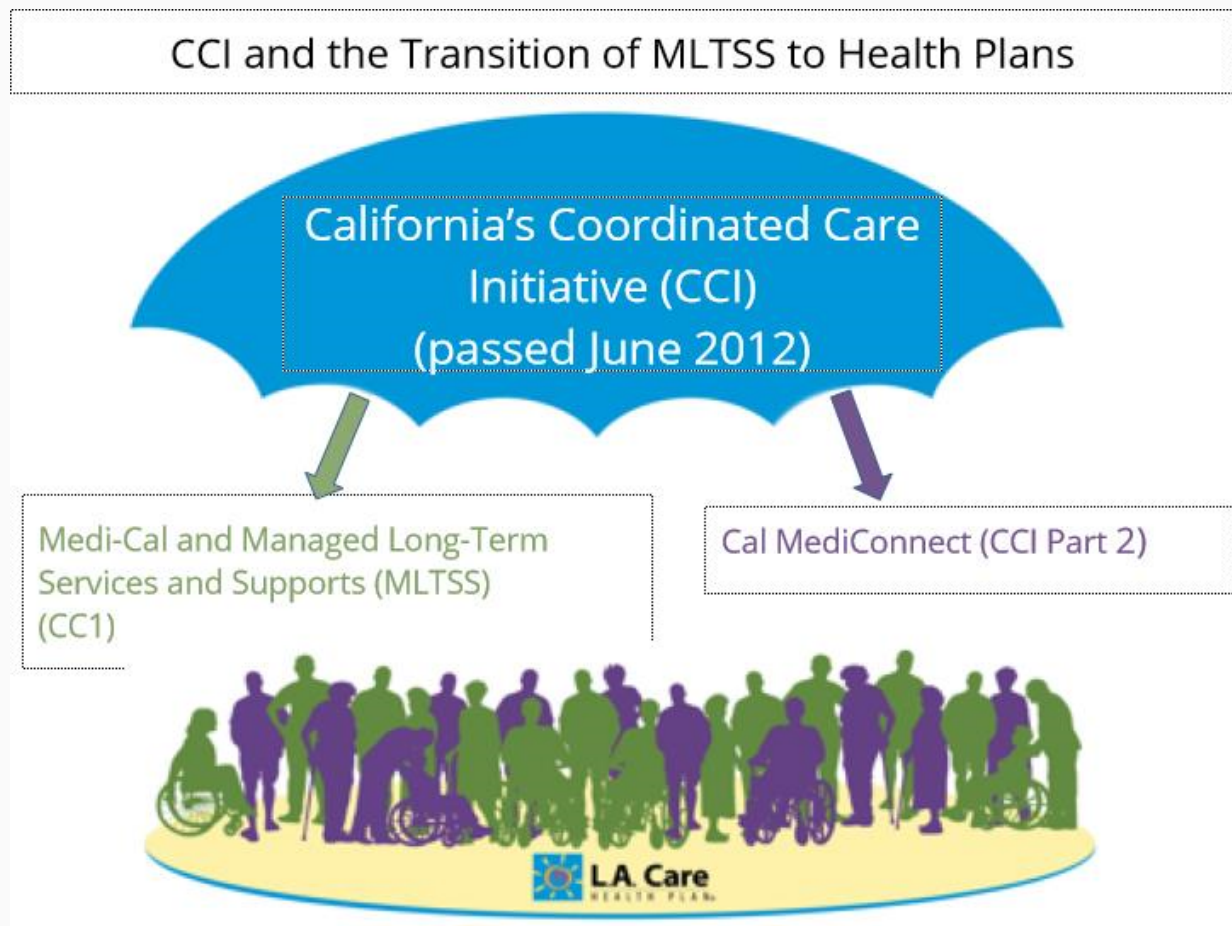 CCI and the Transition of MLTSS to Health Plans
California's Coordinated Care
Initiative (CCI)
(passed June 2012)
Medi-Cal and Managed Long-Term
Services and Supports (MLTSS)
(CC1)
Cal MediConnect (CCI Part 2)
L.A. Care
HEALTH PLAN